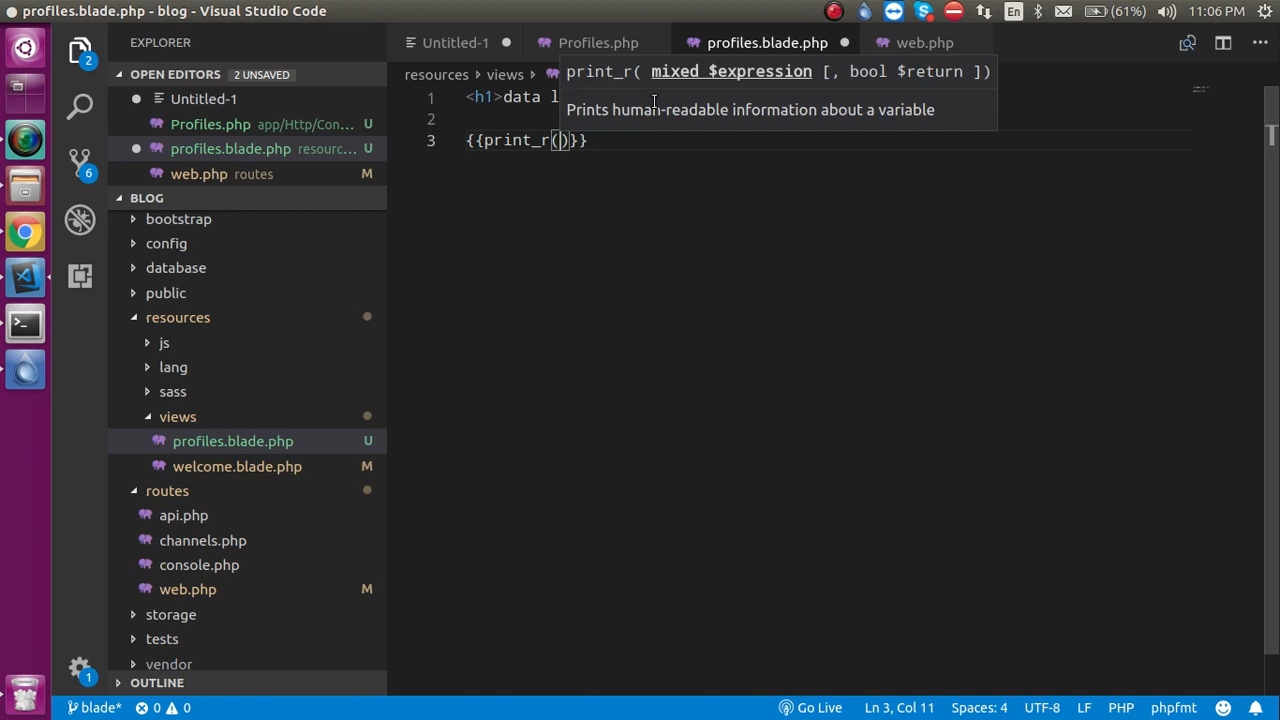 profiles.blade.php - blog - Visual Studio Code
En
(61%)
11:06 PM
EXPLORER
OPEN EDITORS 2 UNSAVED
Untitled-1
Profiles.php app/Http/Con... U
profiles.blade.php resourc... U
web.php routes M
BLOG
bootstrap
config
database
public
resources
js
lang
sass
views
profiles.blade.php U
welcome.blade.php M
routes
api.php
channels.php
console.php
web.php M
storage
tests
vendor
OUTLINE
2
6
1
Untitled-1
Profiles.php
profiles.blade.php
web.php
resources › views ›
print_r( mixed $expression [, bool $return ])
Prints human-readable information about a variable
1 <h1>data l
2
3 {{print_r()}}
blade* 0 0
Go Live
Ln 3, Col 11
Spaces: 4
UTF-8
LF
PHP
phpfmt